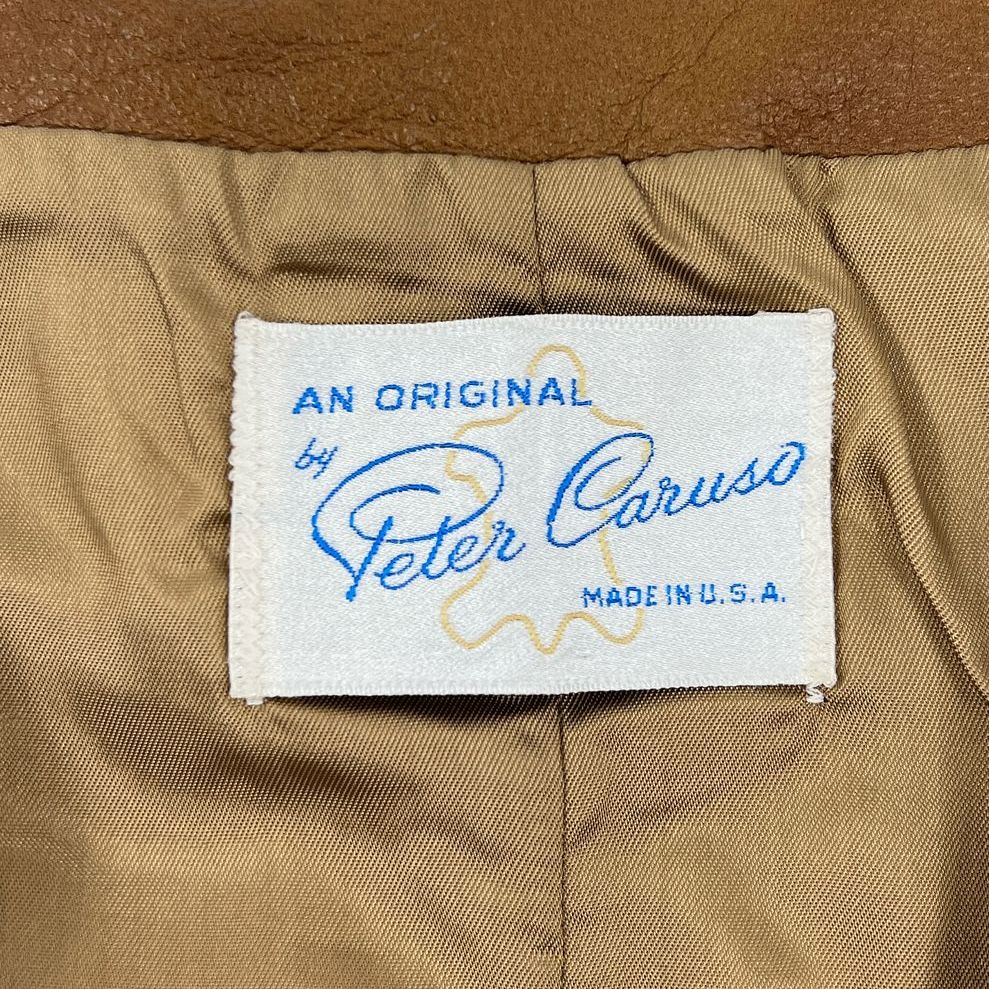 AN ORIGINAL
by Peter Caruso
MADE IN U.S.A.